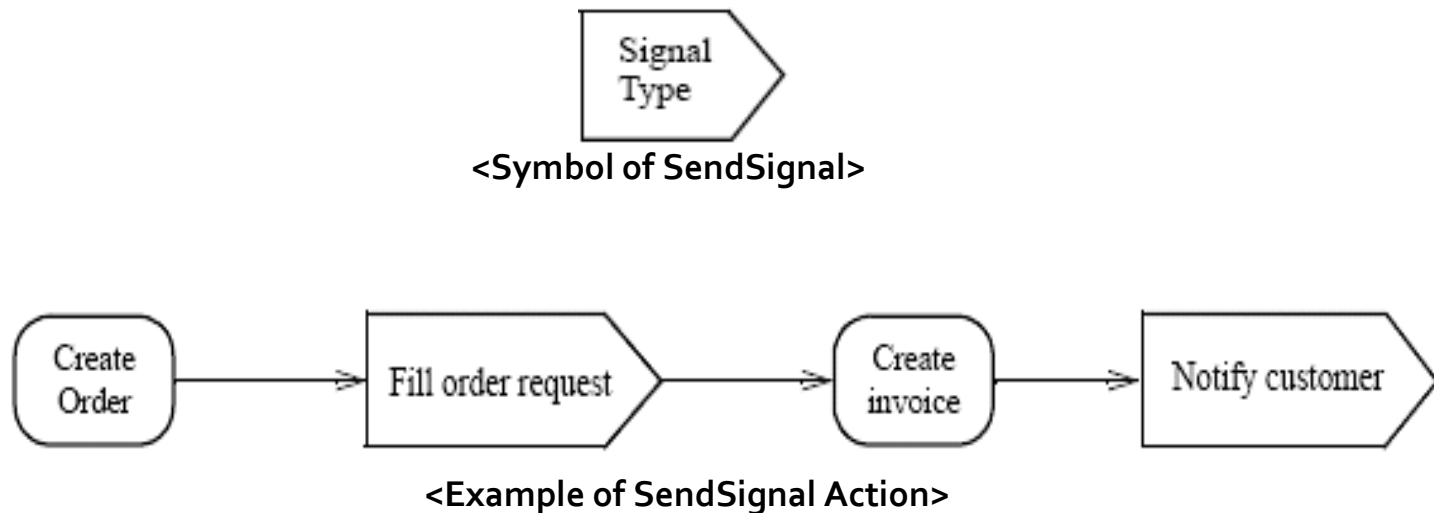 Signal
Type
<Symbol of SendSignal>
Create
Order
Fill order request
Create
invoice
Notify customer
<Example of SendSignal Action>